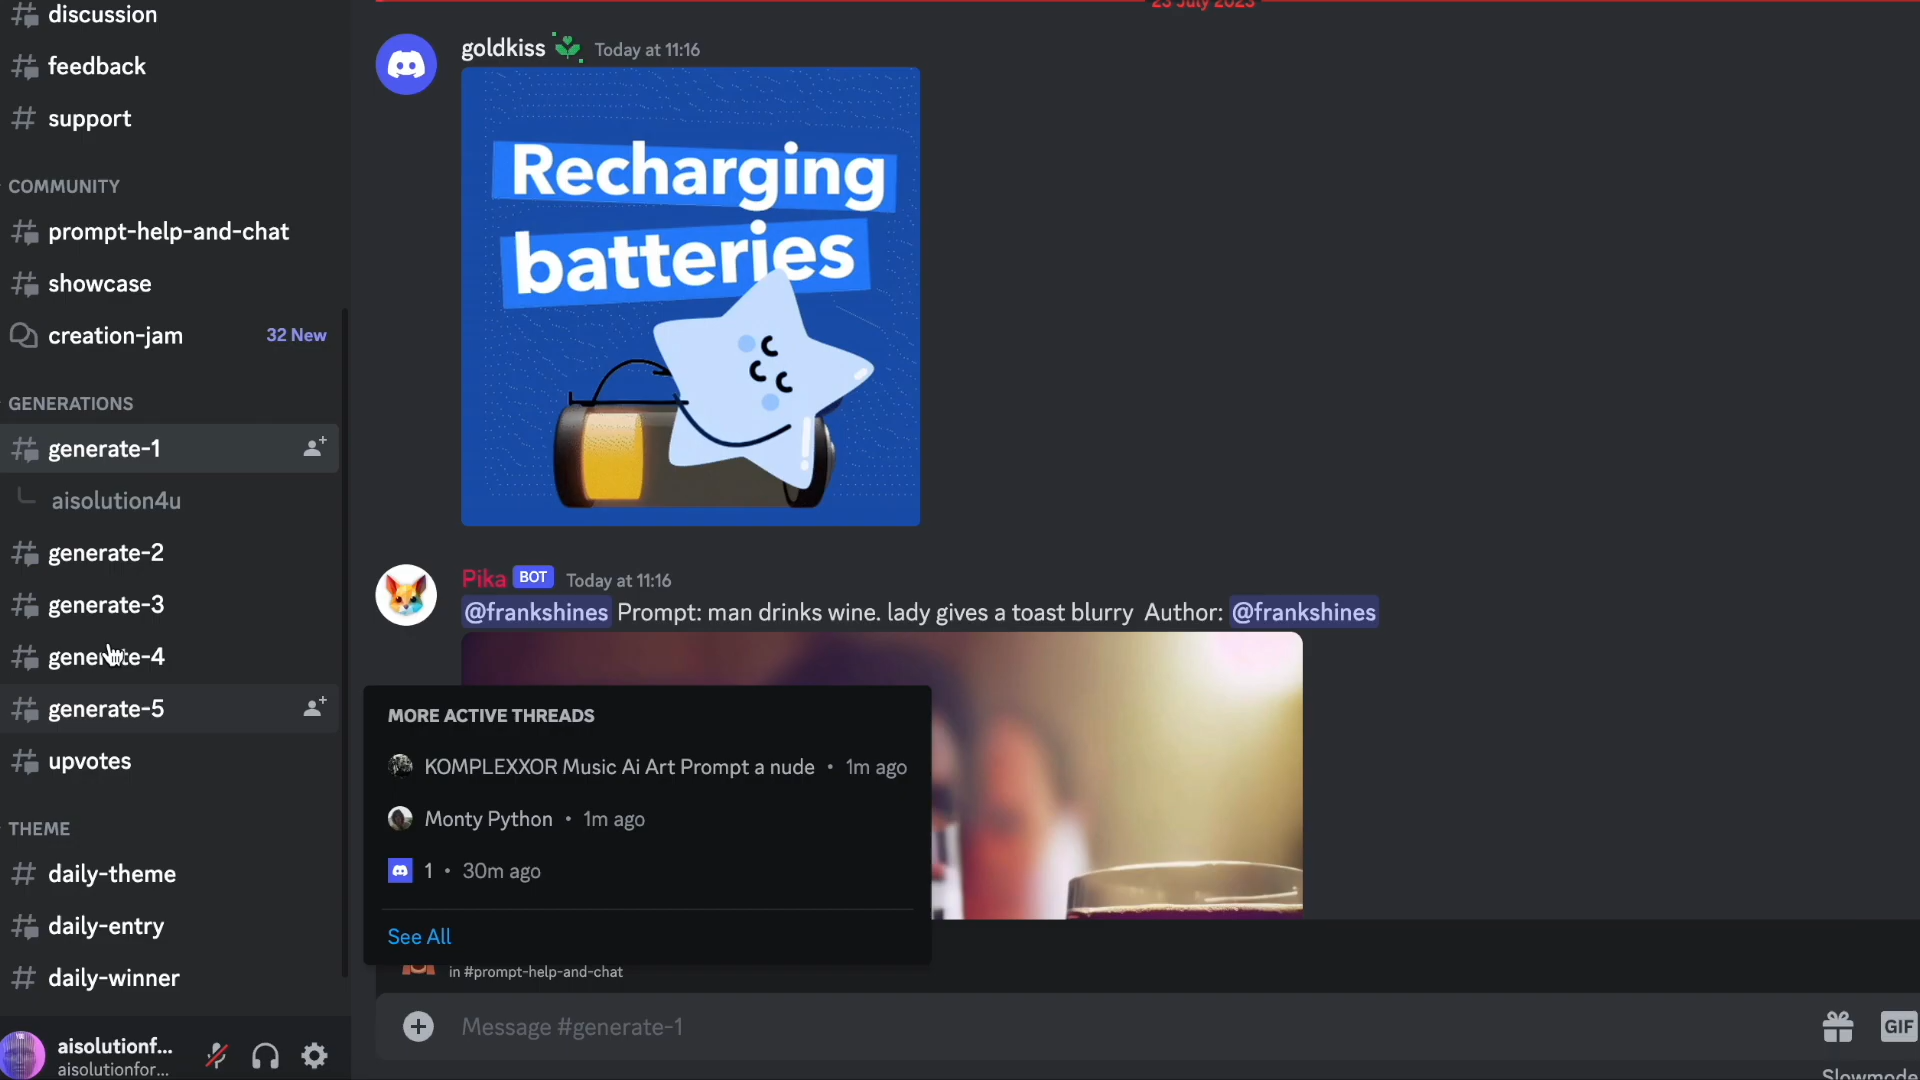 discussion
feedback
support
COMMUNITY
prompt-help-and-chat
showcase
creation-jam 32 New
GENERATIONS
generate-1
aisolution4u
generate-2
generate-3
generate-4
generate-5
upvotes
THEME
daily-theme
daily-entry
daily-winner
aisolutionf...
aisolutionfor...
23 July 2023
goldkiss Today at 11:16
Recharging
batteries
Pika BOT Today at 11:16
@frankshines Prompt: man drinks wine. lady gives a toast blurry Author: @frankshines
MORE ACTIVE THREADS
KOMPLEXXOR Music Ai Art Prompt a nude • 1m ago
Monty Python • 1m ago
1 • 30m ago
See All
in #prompt-help-and-chat
Message #generate-1
GIF
Slowmode